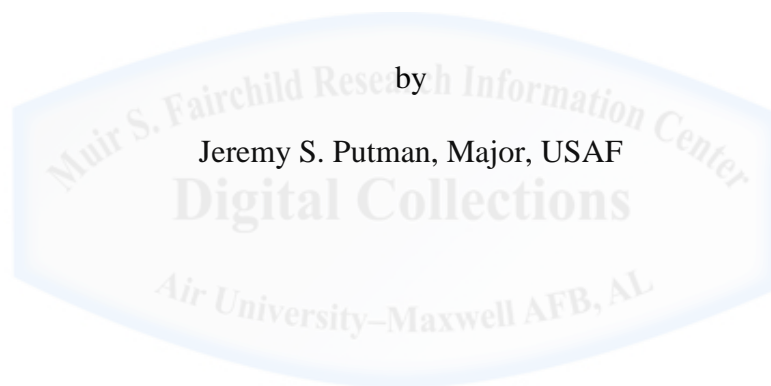 by
Muir S. Fairchild Research Information Center
Jeremy S. Putman, Major, USAF
Digital Collections
Air University–Maxwell AFB, AL